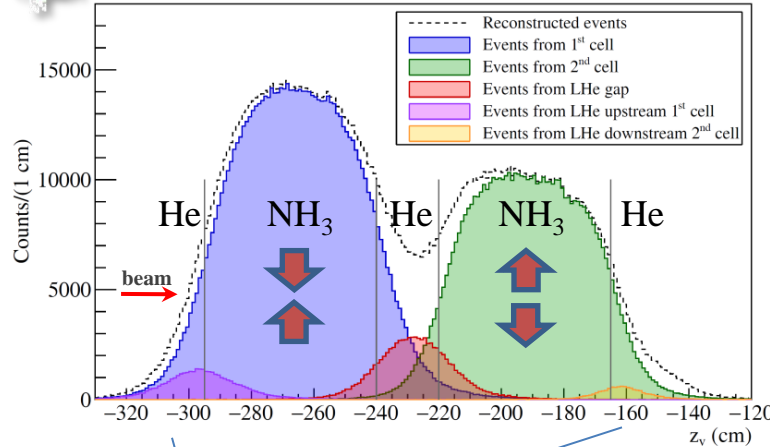 Reconstructed events
Events from 1st cell
Events from 2nd cell
Events from LHe gap
Events from LHe upstream 1st cell
Events from LHe downstream 2nd cell
15000
10000
5000
0
Counts/(1 cm)
He NH3 He NH3 He
beam
−320 −300 −280 −260 −240 −220 −200 −180 −160 −140 −120
zv (cm)